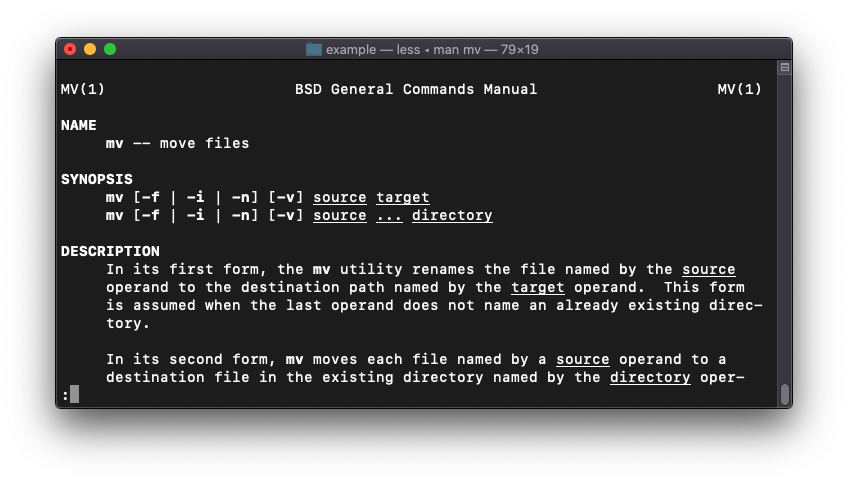 example — less ◂ man mv — 79×19
MV(1) BSD General Commands Manual MV(1)
NAME
mv -- move files
SYNOPSIS
mv [-f | -i | -n] [-v] source target
mv [-f | -i | -n] [-v] source ... directory
DESCRIPTION
In its first form, the mv utility renames the file named by the source
operand to the destination path named by the target operand.  This form
is assumed when the last operand does not name an already existing direc-
tory.
In its second form, mv moves each file named by a source operand to a
destination file in the existing directory named by the directory oper-
: